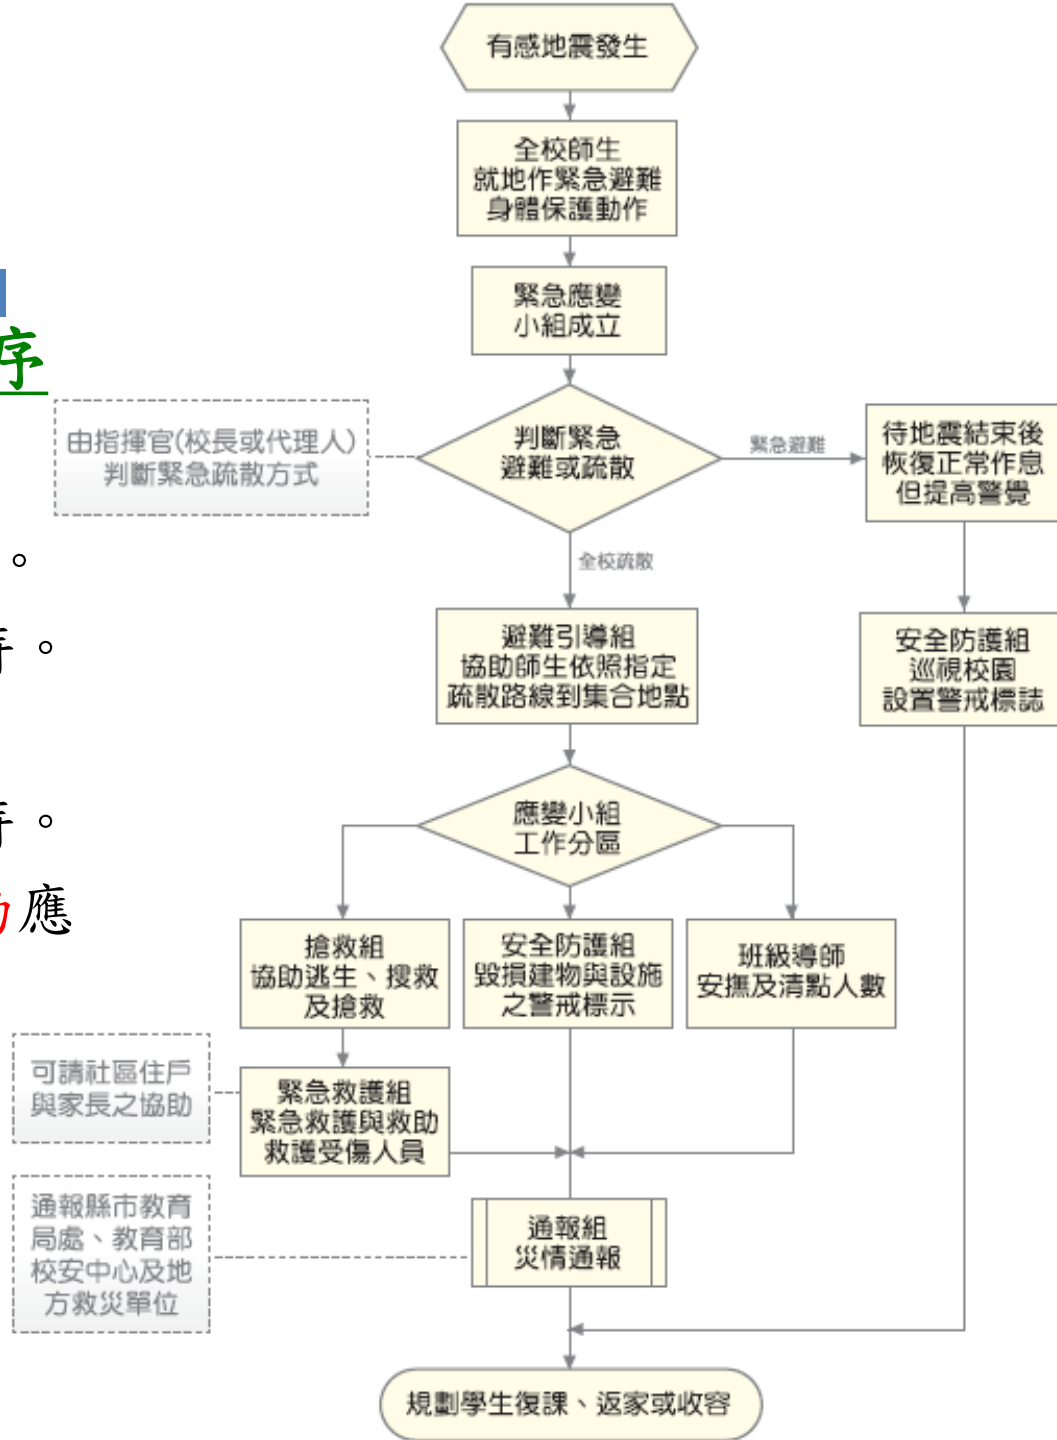 有感地震發生
全校師生
就地作緊急避難
身體保護動作
緊急應變
小組成立
序
由指揮官(校長或代理人)
判斷緊急疏散方式
判斷緊急
避難或疏散
緊急避難
待地震結束後
恢復正常作息
但提高警覺
全校疏散
。
避難引導組
協助師生依照指定
疏散路線到集合地點
安全防護組
巡視校園
設置警戒標誌
。
應變小組
工作分區
。
應
搶救組
協助逃生、搜救
及搶救
安全防護組
毀損建物與設施
之警戒標示
班級導師
安撫及清點人數
可請社區住戶
與家長之協助
緊急救護組
緊急救護與救助
救護受傷人員
通報縣市教育
局處、教育部
校安中心及地
方救災單位
通報組
災情通報
規劃學生復課、返家或收容